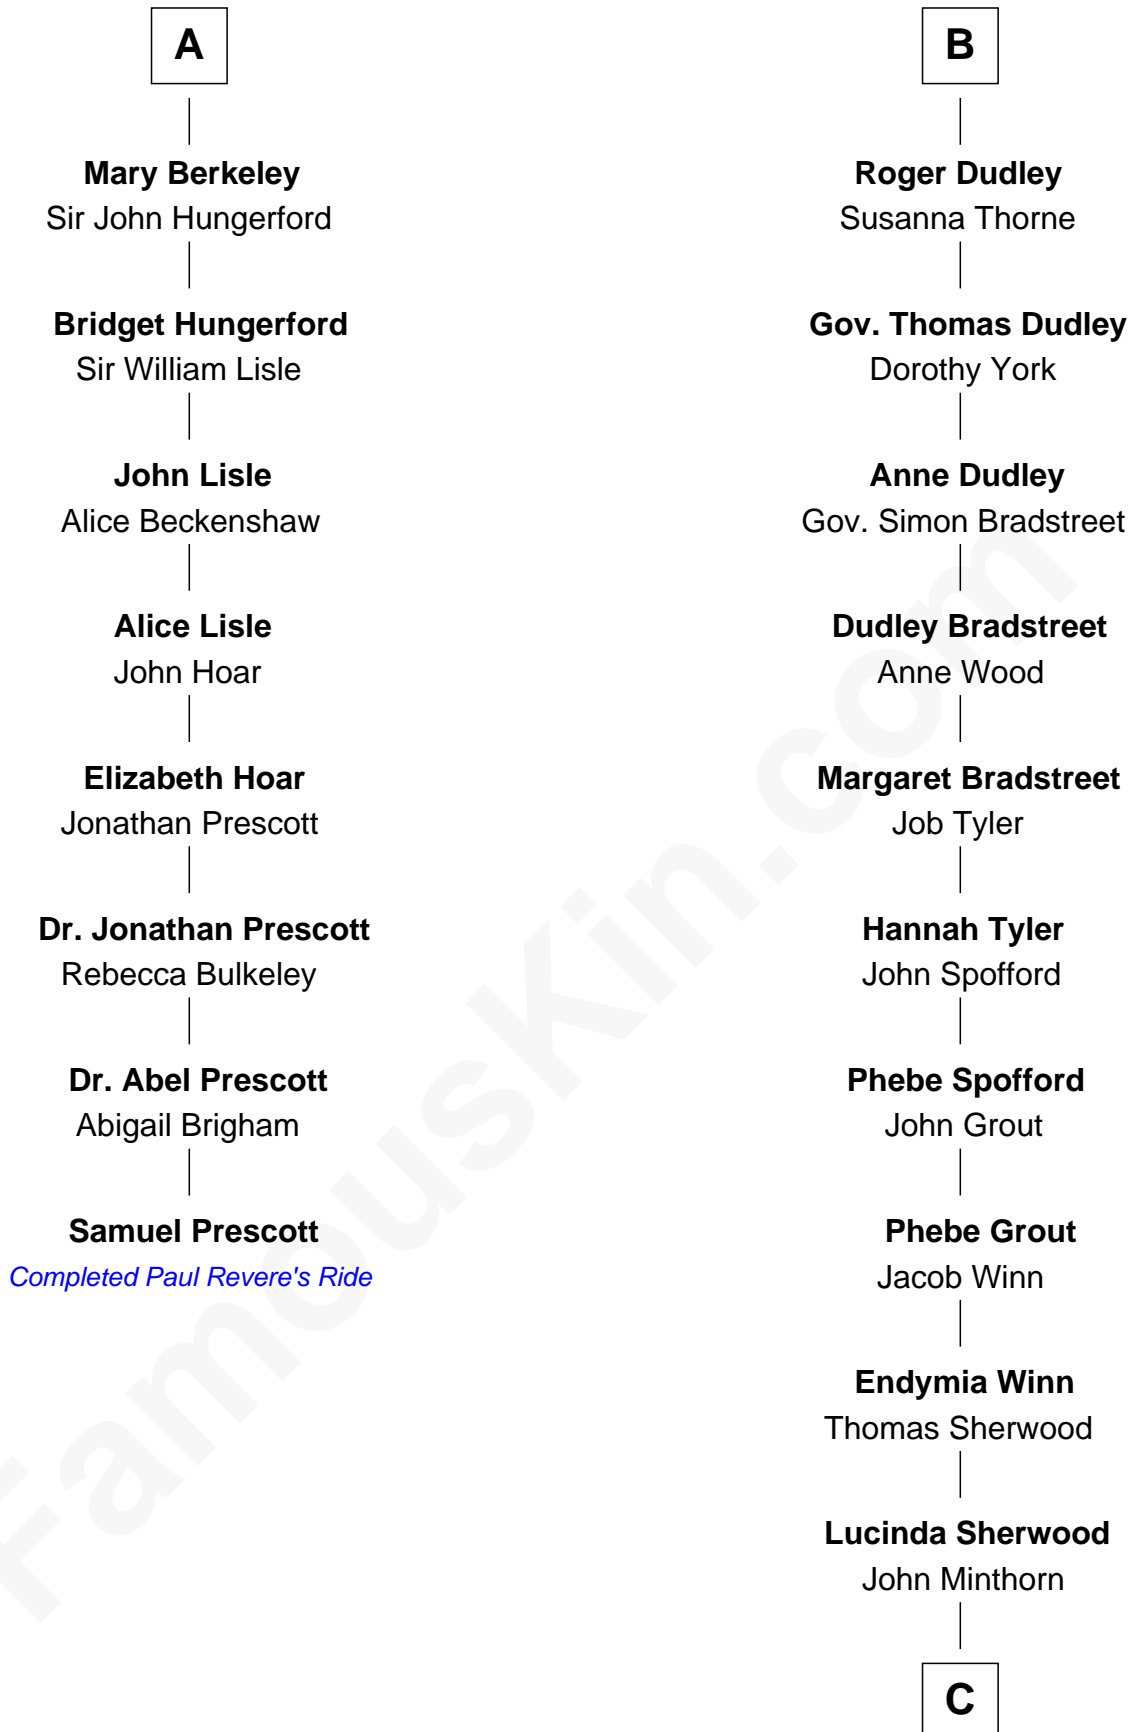 A
Mary Berkeley
Sir John Hungerford
Bridget Hungerford
Sir William Lisle
John Lisle
Alice Beckenshaw
Alice Lisle
John Hoar
Elizabeth Hoar
Jonathan Prescott
Dr. Jonathan Prescott
Rebecca Bulkeley
Dr. Abel Prescott
Abigail Brigham
Samuel Prescott
Completed Paul Revere's Ride
B
Roger Dudley
Susanna Thorne
Gov. Thomas Dudley
Dorothy York
Anne Dudley
Gov. Simon Bradstreet
Dudley Bradstreet
Anne Wood
Margaret Bradstreet
Job Tyler
Hannah Tyler
John Spofford
Phebe Spofford
John Grout
Phebe Grout
Jacob Winn
Endymia Winn
Thomas Sherwood
Lucinda Sherwood
John Minthorn
C
FamousKin.com